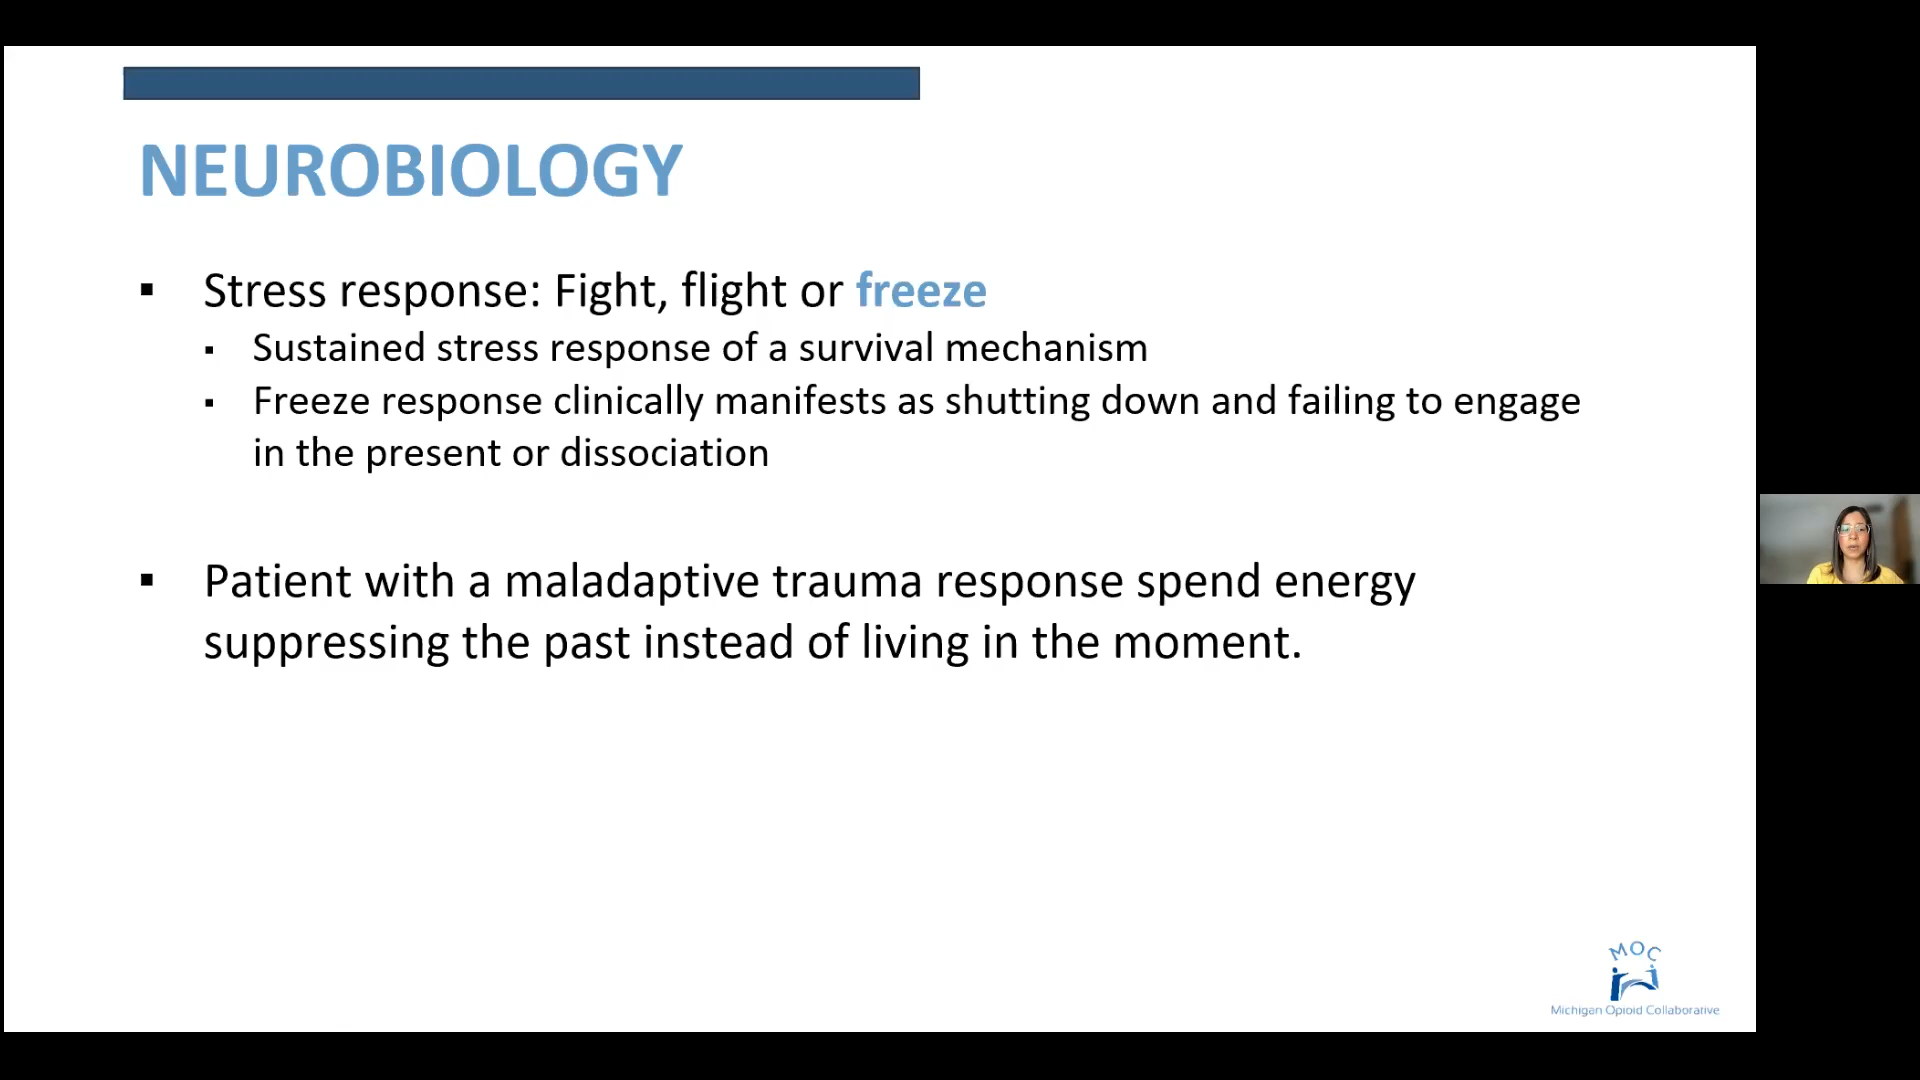 NEUROBIOLOGY
▪ Stress response: Fight, flight or freeze
▪ Sustained stress response of a survival mechanism
▪ Freeze response clinically manifests as shutting down and failing to engage
in the present or dissociation
▪ Patient with a maladaptive trauma response spend energy
suppressing the past instead of living in the moment.
MOC
Michigan Opioid Collaborative